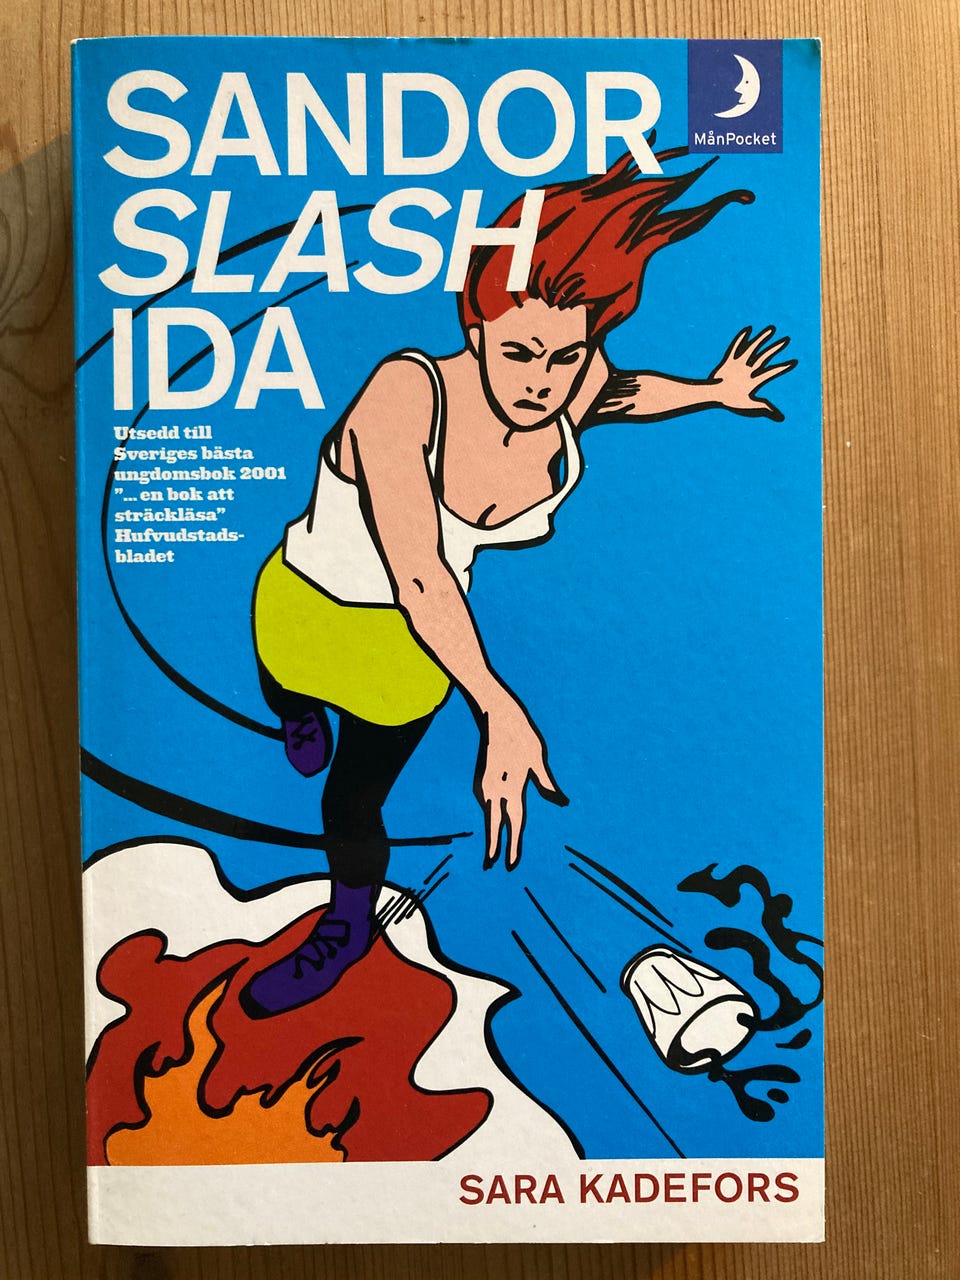 SANDOR
SLASH
IDA
MånPocket
Utsedd till
Sveriges bästa
ungdomsbok 2001
"... en bok att
sträckläsa"
Hufvudstads-
bladet
SARA KADEFORS